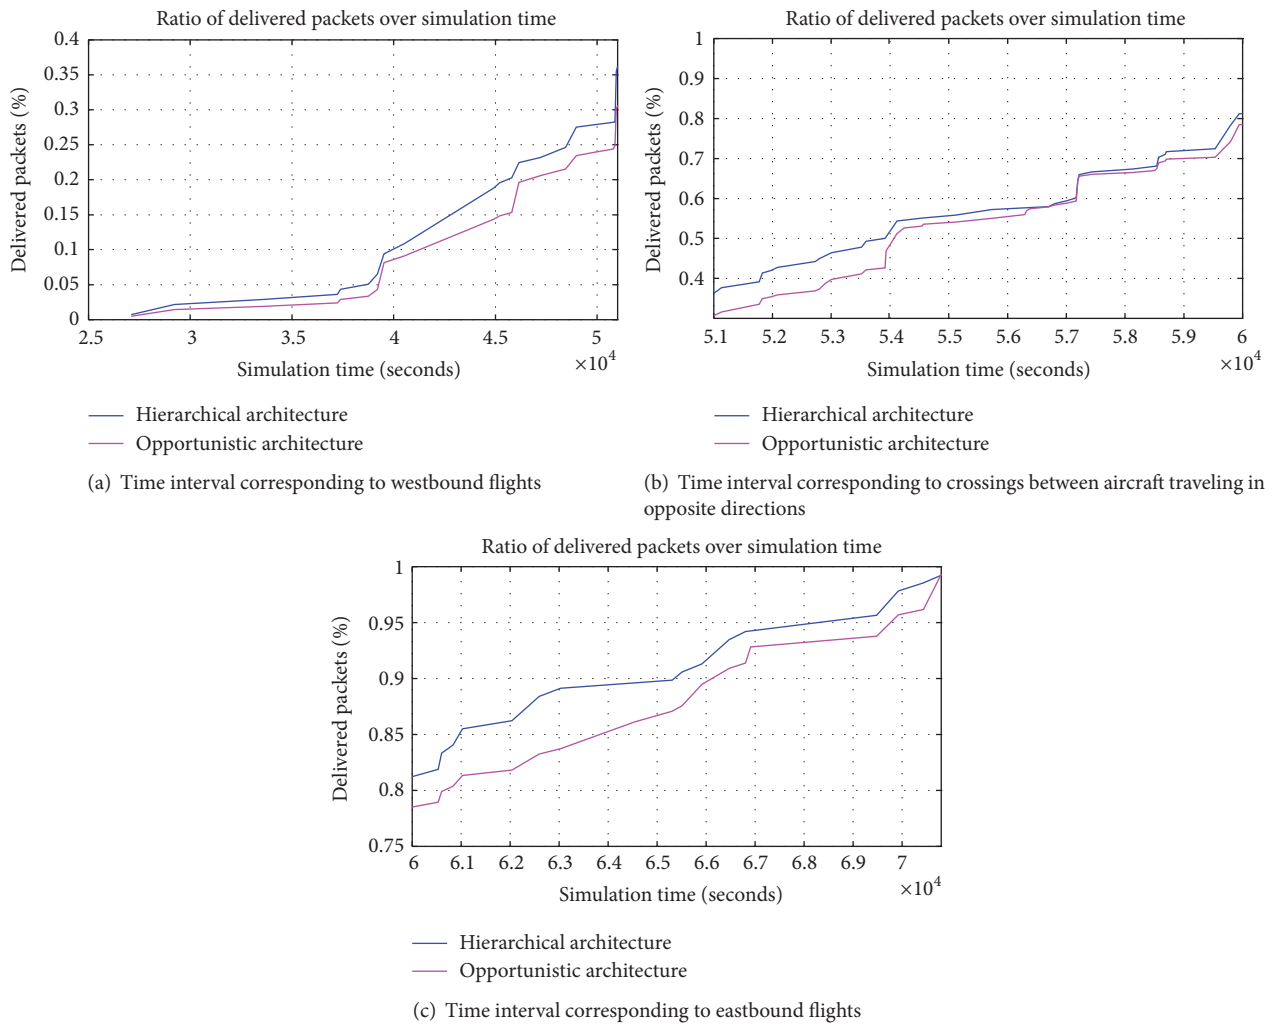 Ratio of delivered packets over simulation time
Delivered packets (%)
0.4
0.35
0.3
0.25
0.2
0.15
0.1
0.05
0
2.5 3 3.5 4 4.5 5
×10⁴
Simulation time (seconds)
Hierarchical architecture
Opportunistic architecture
(a) Time interval corresponding to westbound flights
Ratio of delivered packets over simulation time
Delivered packets (%)
1
0.9
0.8
0.7
0.6
0.5
0.4
5.1 5.2 5.3 5.4 5.5 5.6 5.7 5.8 5.9 6
×10⁴
Simulation time (seconds)
Hierarchical architecture
Opportunistic architecture
(b) Time interval corresponding to crossings between aircraft traveling in
opposite directions
Ratio of delivered packets over simulation time
Delivered packets (%)
1
0.95
0.9
0.85
0.8
0.75
6 6.1 6.2 6.3 6.4 6.5 6.6 6.7 6.8 6.9 7
×10⁴
Simulation time (seconds)
Hierarchical architecture
Opportunistic architecture
(c) Time interval corresponding to eastbound flights